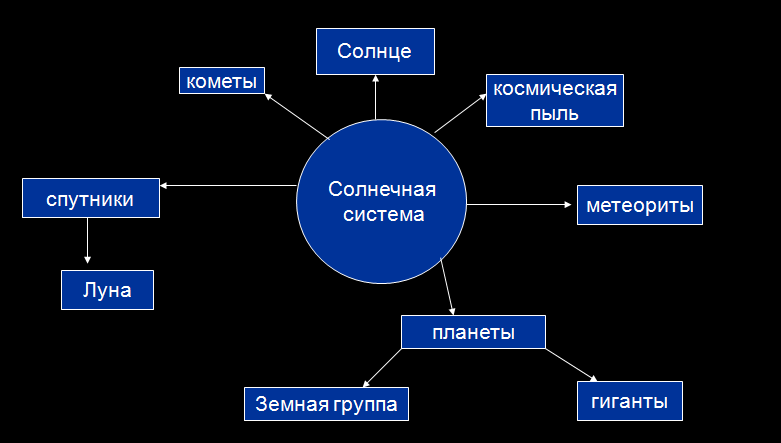 Солнце
кометы
космическая
пыль
Солнечная
система
спутники
метеориты
Луна
планеты
Земная группа
гиганты